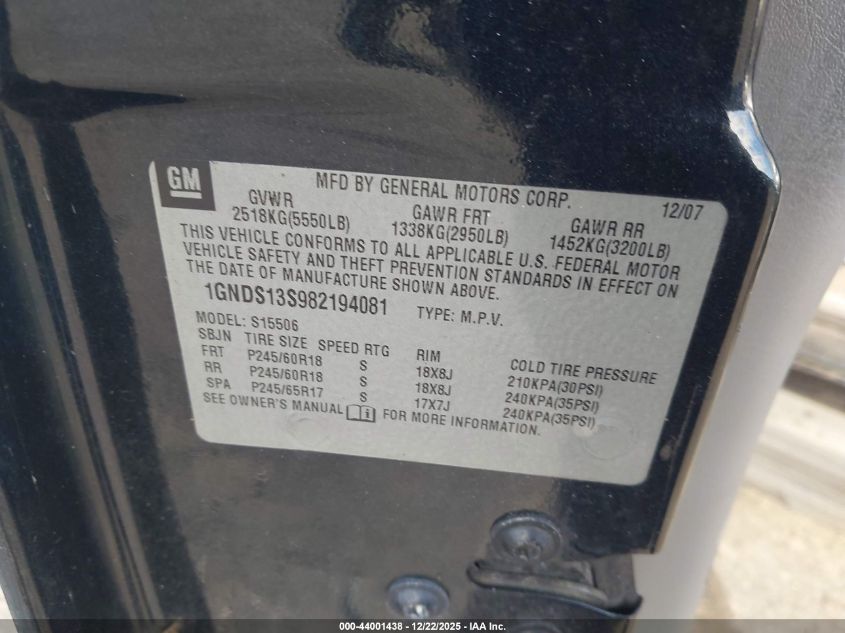 GM
MFD BY GENERAL MOTORS CORP. 12/07
GVWR GAWR FRT GAWR RR
2518KG(5550LB) 1338KG(2950LB) 1452KG(3200LB)
THIS VEHICLE CONFORMS TO ALL APPLICABLE U.S. FEDERAL MOTOR
VEHICLE SAFETY AND THEFT PREVENTION STANDARDS IN EFFECT ON
THE DATE OF MANUFACTURE SHOWN ABOVE.
1GNDS13S982194081 TYPE: M.P.V.
MODEL: S15506
SBJN TIRE SIZE SPEED RTG RIM COLD TIRE PRESSURE
FRT P245/60R18 S 18X8J 210KPA(30PSI)
RR P245/60R18 S 18X8J 240KPA(35PSI)
SPA P245/65R17 S 17X7J 240KPA(35PSI)
SEE OWNER'S MANUAL FOR MORE INFORMATION.
000-44001438 - 12/22/2025 - IAA Inc.